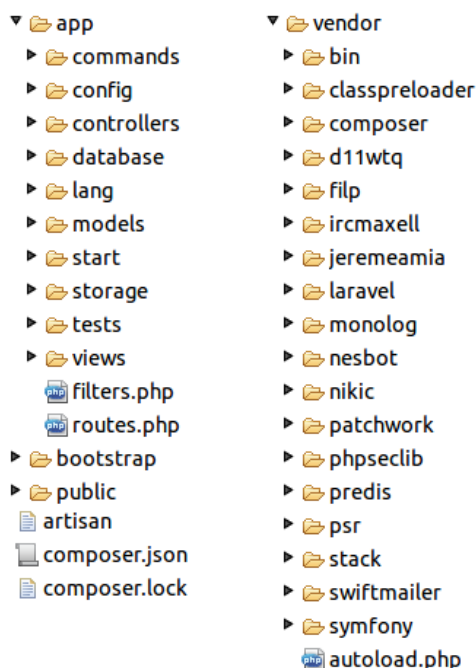 app
commands
config
controllers
database
lang
models
start
storage
tests
views
filters.php
routes.php
bootstrap
public
artisan
composer.json
composer.lock
vendor
bin
classpreloader
composer
d11wtq
filp
ircmaxell
jeremeamia
laravel
monolog
nesbot
nikic
patchwork
phpseclib
predis
psr
stack
swiftmailer
symfony
autoload.php